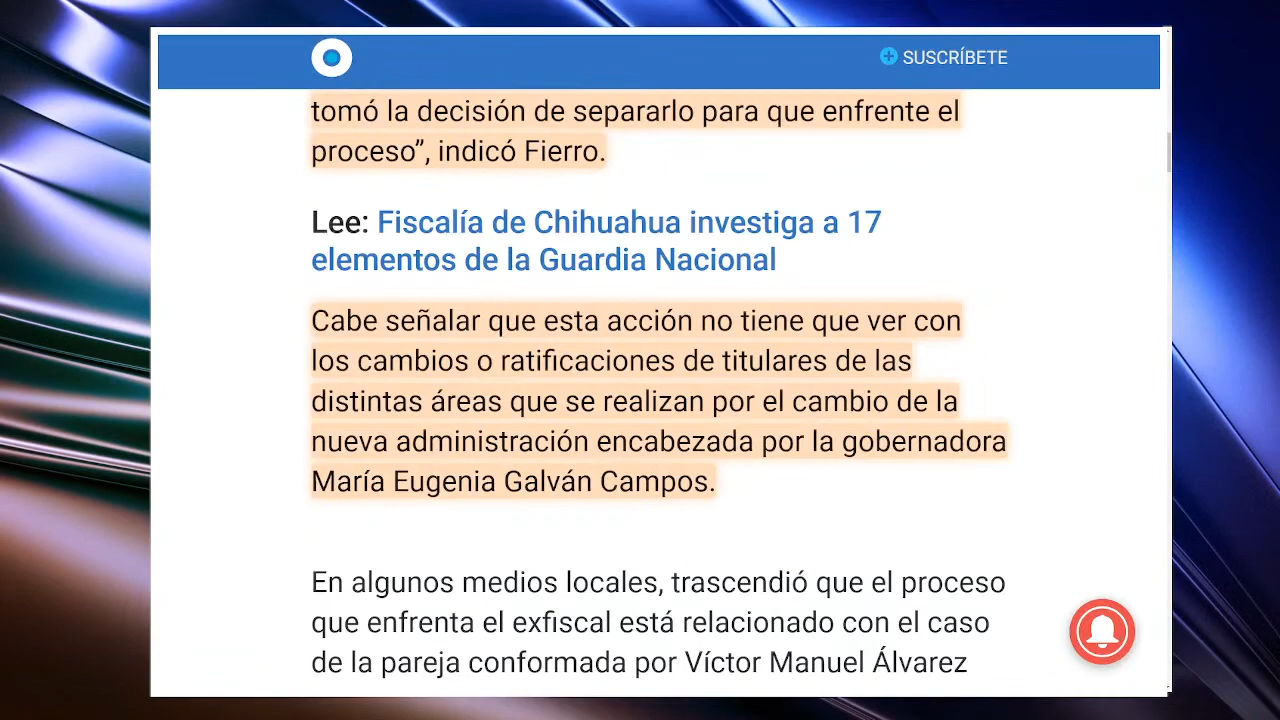 SUSCRÍBETE
tomó la decisión de separarlo para que enfrente el
proceso”, indicó Fierro.
Lee: Fiscalía de Chihuahua investiga a 17
elementos de la Guardia Nacional
Cabe señalar que esta acción no tiene que ver con
los cambios o ratificaciones de titulares de las
distintas áreas que se realizan por el cambio de la
nueva administración encabezada por la gobernadora
María Eugenia Galván Campos.
En algunos medios locales, trascendió que el proceso
que enfrenta el exfiscal está relacionado con el caso
de la pareja conformada por Víctor Manuel Álvarez